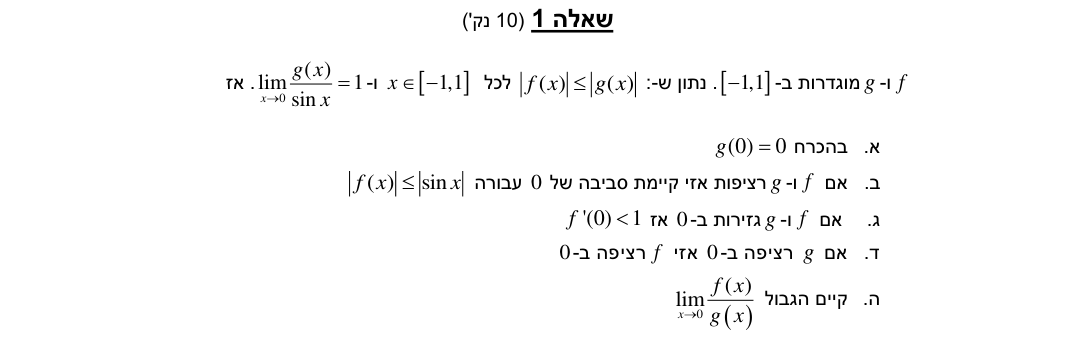 שאלה 1 (10 נק')
f ו- g מוגדרות ב- [-1,1]. נתון ש-: |f(x)| ≤ |g(x)| לכל x ∈ [-1,1] ו- lim_{x→0} g(x)/sin x = 1. אז
א. בהכרח g(0) = 0
ב. אם f ו- g רציפות אזי קיימת סביבה של 0 עבורה |f(x)| ≤ |sin x|
ג. אם f ו- g גזירות ב-0 אז f '(0) < 1
ד. אם g רציפה ב-0 אזי f רציפה ב-0
ה. קיים הגבול lim_{x→0} f(x)/g(x)